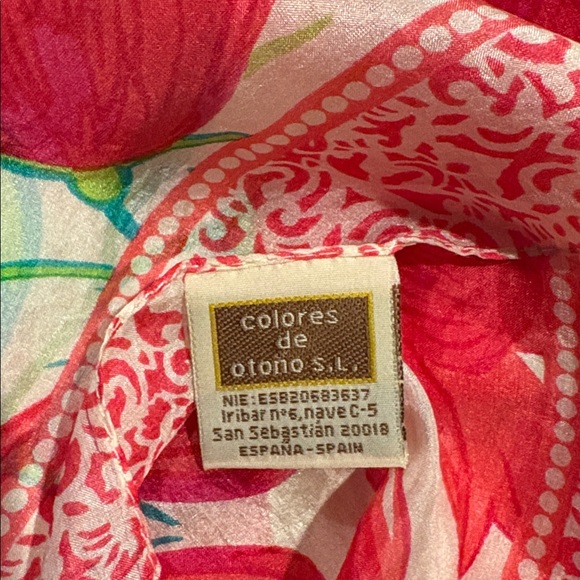 colores
de
otono S.L.
NIE:ESB20683637
Iribar nº6,nave C-5
San Sebastián 20018
ESPAÑA-SPAIN